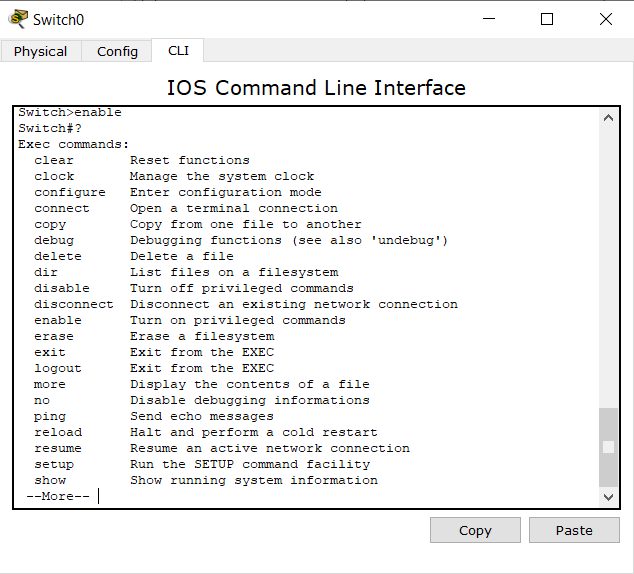 Switch0
Physical Config CLI
IOS Command Line Interface
Switch>enable
Switch#?
Exec commands:
  clear       Reset functions
  clock       Manage the system clock
  configure   Enter configuration mode
  connect     Open a terminal connection
  copy        Copy from one file to another
  debug       Debugging functions (see also 'undebug')
  delete      Delete a file
  dir         List files on a filesystem
  disable     Turn off privileged commands
  disconnect  Disconnect an existing network connection
  enable      Turn on privileged commands
  erase       Erase a filesystem
  exit        Exit from the EXEC
  logout      Exit from the EXEC
  more        Display the contents of a file
  no          Disable debugging informations
  ping        Send echo messages
  reload      Halt and perform a cold restart
  resume      Resume an active network connection
  setup       Run the SETUP command facility
  show        Show running system information
 --More--
Copy Paste